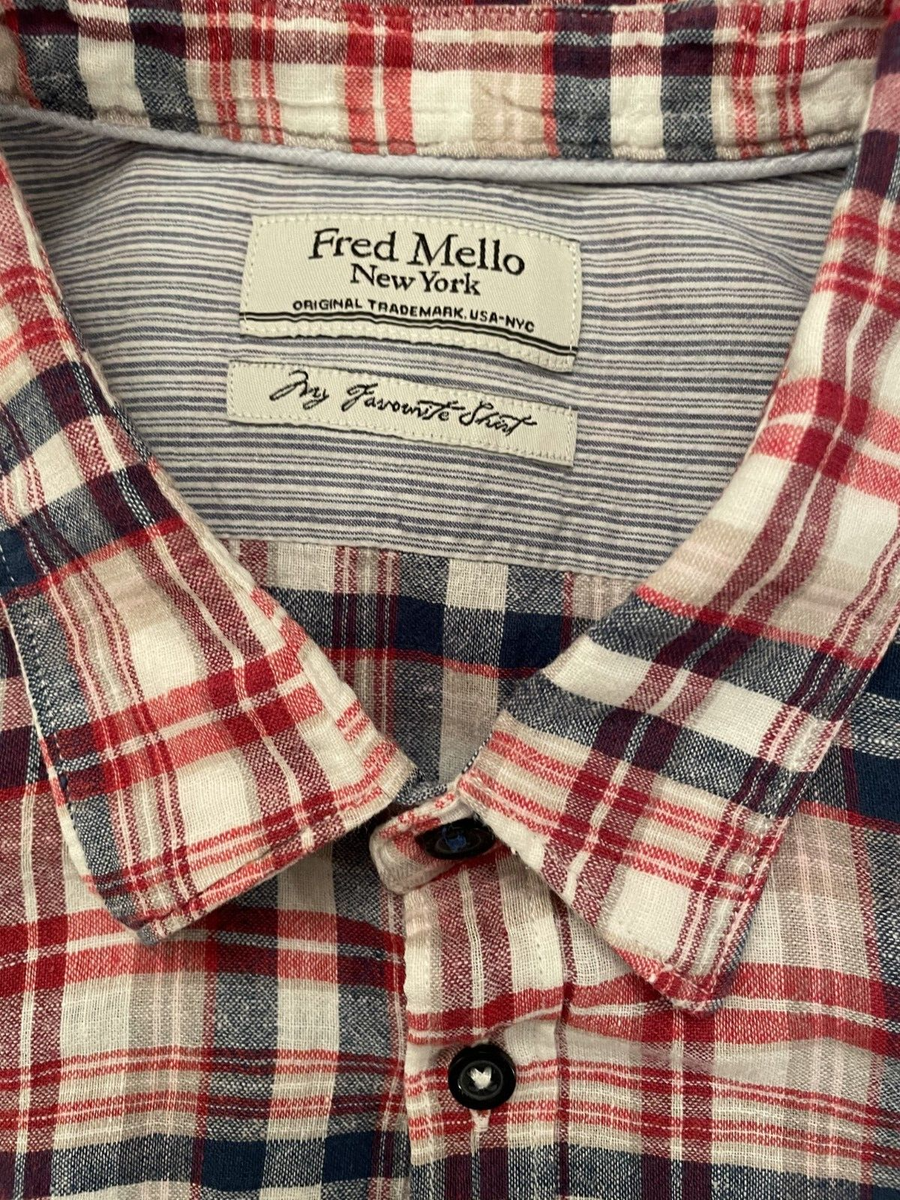 Fred Mello
New York
ORIGINAL TRADEMARK. USA-NYC
My Favourite Shirt